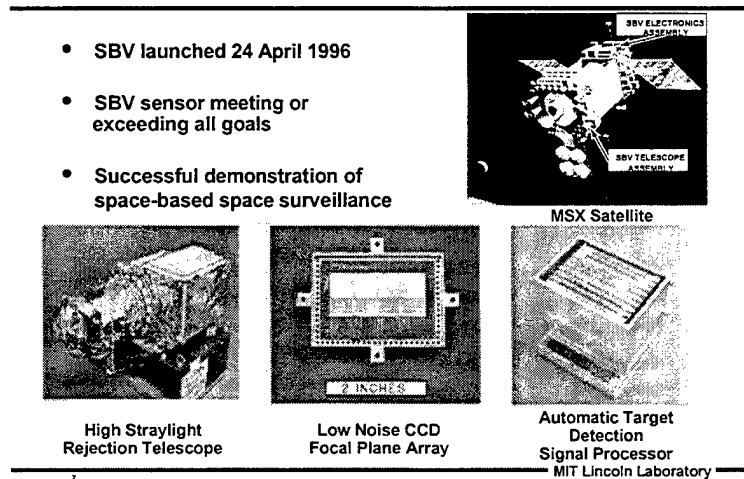 • SBV launched 24 April 1996
• SBV sensor meeting or
exceeding all goals
• Successful demonstration of
space-based space surveillance
SBV ELECTRONICS
ASSEMBLY
SBV TELESCOPE
ASSEMBLY
MSX Satellite
2 INCHES
High Straylight
Rejection Telescope
Low Noise CCD
Focal Plane Array
Automatic Target
Detection
Signal Processor
MIT Lincoln Laboratory